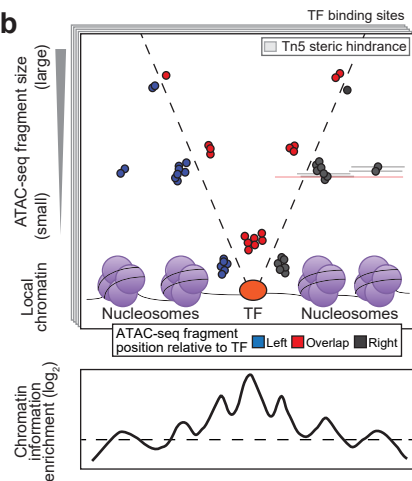 b
TF binding sites
Tn5 steric hindrance
ATAC-seq fragment size
(small)
(large)
Local
chromatin
Nucleosomes
TF
Nucleosomes
ATAC-seq fragment
position relative to TF
Left
Overlap
Right
Chromatin
information
enrichment (log2)